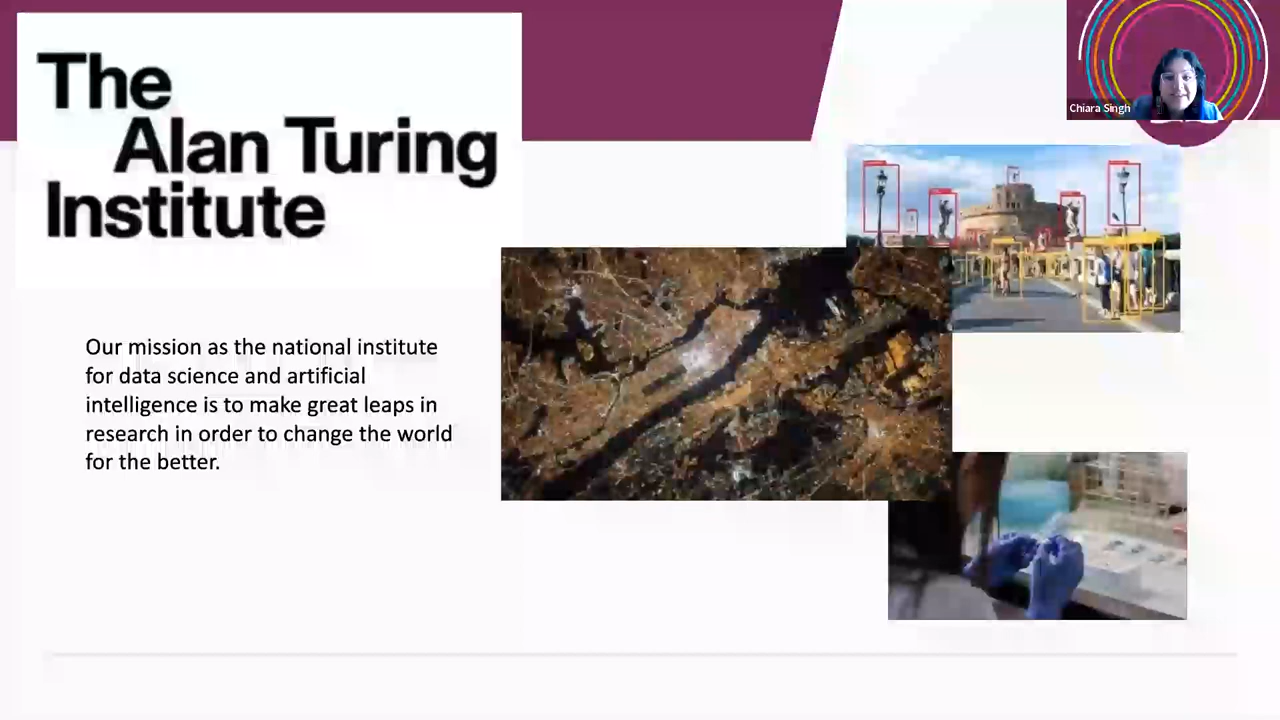 The
Alan Turing
Institute
Chiara Singh
Our mission as the national institute
for data science and artificial
intelligence is to make great leaps in
research in order to change the world
for the better.